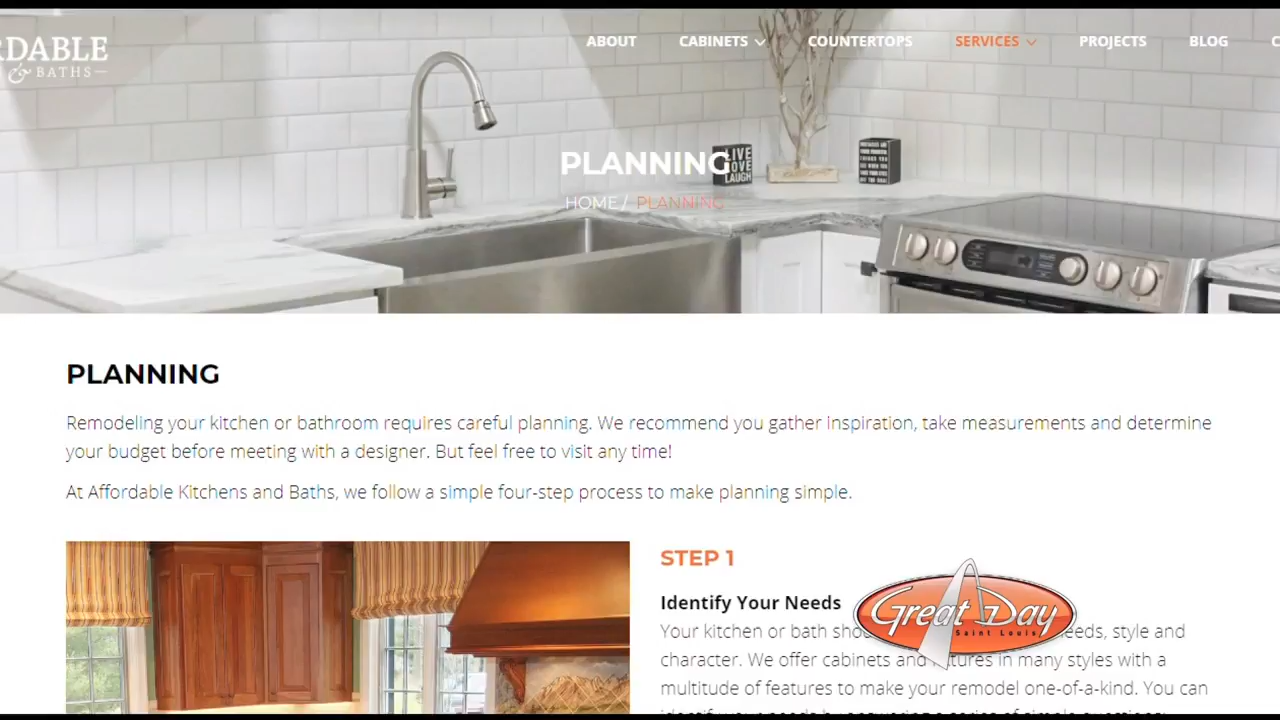 RDABLE
& BATHS
ABOUT CABINETS COUNTERTOPS SERVICES PROJECTS BLOG C
PLANNING
LIVE
LOVE
LAUGH
HOME / PLANNING
PLANNING
Remodeling your kitchen or bathroom requires careful planning. We recommend you gather inspiration, take measurements and determine
your budget before meeting with a designer. But feel free to visit any time!
At Affordable Kitchens and Baths, we follow a simple four-step process to make planning simple.
STEP 1
Identify Your Needs
Your kitchen or bath eeds, style and
character. We offer cabinets and in many styles with a
multitude of features to make your remodel one-of-a-kind. You can
Great Day
Saint Louis